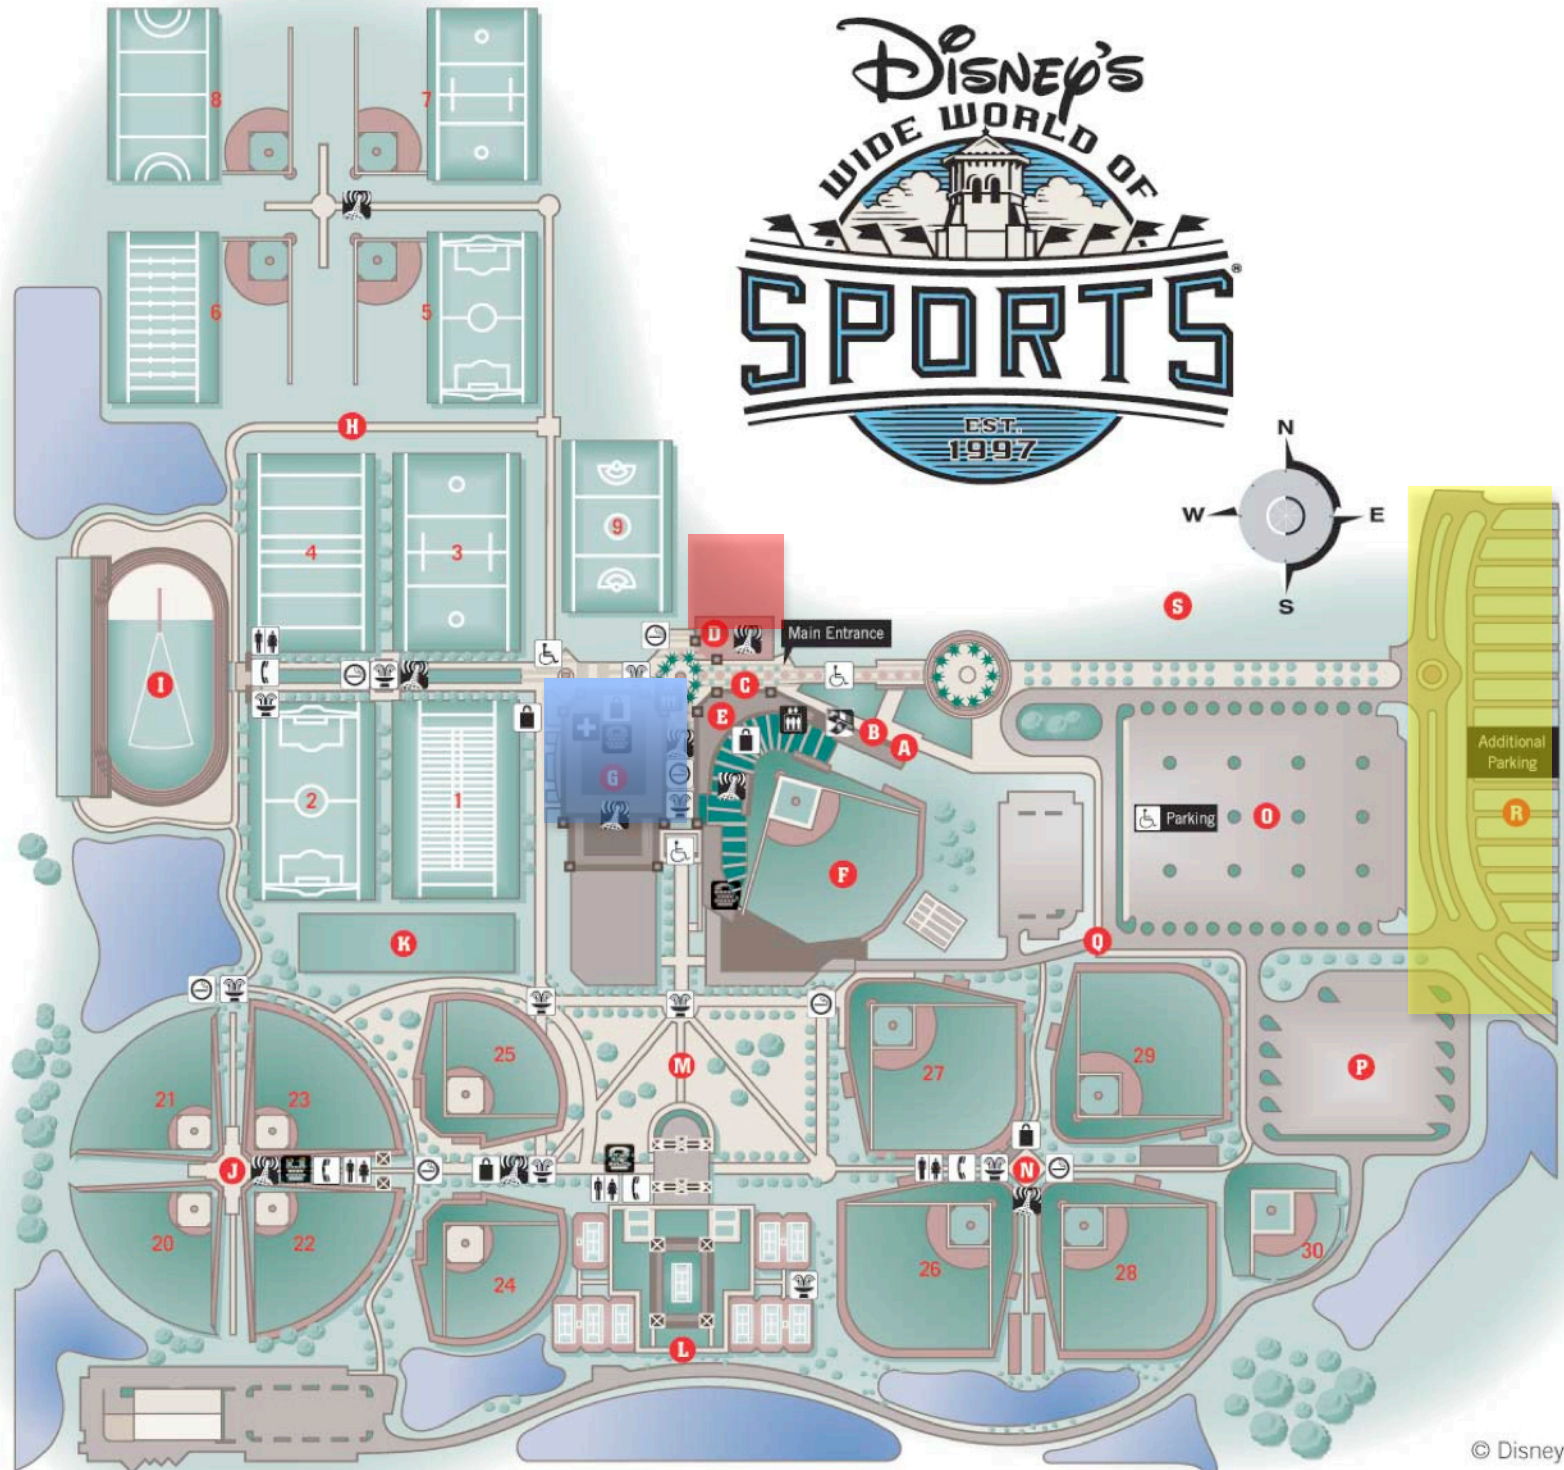 Disney's
WIDE WORLD OF
SPORTS®
EST.
1997
8
7
6
5
H
N
W
E
S
4
3
9
S
D
Main Entrance
I
C
E
B
A
Additional
Parking
G
2
1
Parking
O
R
F
K
Q
M
25
27
29
P
21
23
J
N
20
22
24
26
28
30
L
© Disney